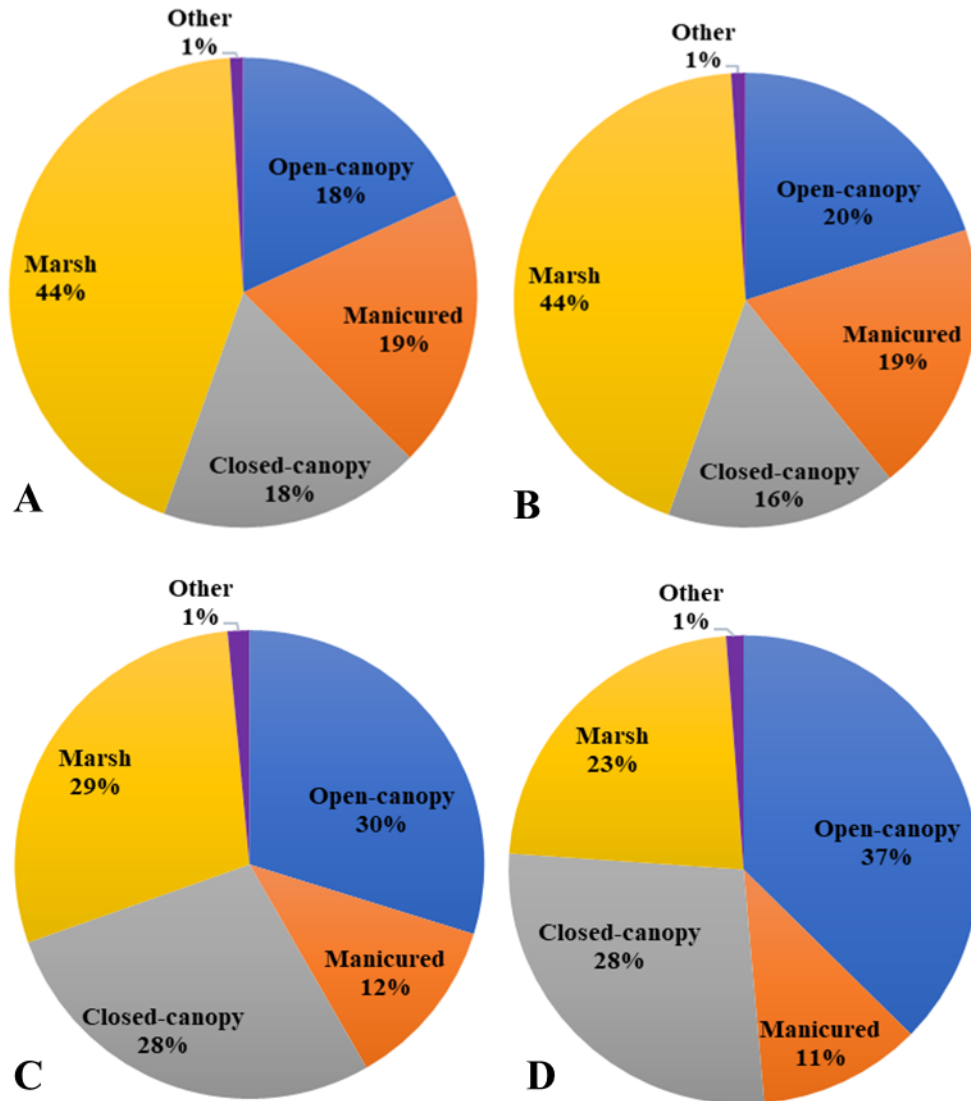 Other
1%
Open-canopy
18%
Marsh
44%
Manicured
19%
Closed-canopy
18%
A
Other
1%
Open-canopy
20%
Marsh
44%
Manicured
19%
Closed-canopy
16%
B
Other
1%
Marsh
29%
Open-canopy
30%
Manicured
12%
Closed-canopy
28%
C
Other
1%
Marsh
23%
Open-canopy
37%
Closed-canopy
28%
Manicured
11%
D